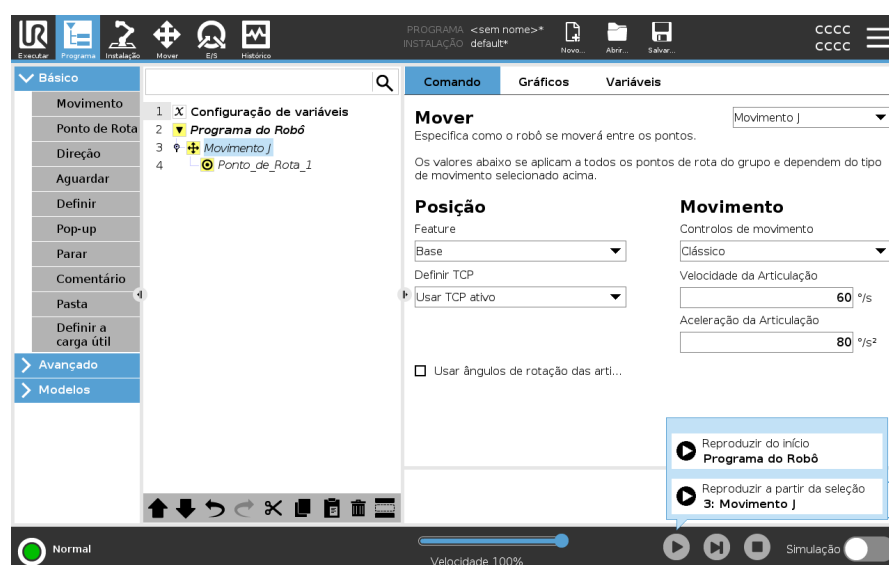 UR
PROGRAMA <sem nome>*
INSTALAÇÃO default*
cccc
cccc
Executar Programa Instalação Mover E/S Histórico Novo... Abrir... Salvar...
Básico
Movimento
Ponto de Rota
Direção
Aguardar
Definir
Pop-up
Parar
Comentário
Pasta
Definir a
carga útil
Avançado
Modelos
1 X Configuração de variáveis
2 Programa do Robô
3 Movimento J
4 Ponto_de_Rota_1
Comando Gráficos Variáveis
Mover
Movimento J
Especifica como o robô se moverá entre os pontos.
Os valores abaixo se aplicam a todos os pontos de rota do grupo e dependem do tipo
de movimento selecionado acima.
Posição
Feature
Base
Definir TCP
Usar TCP ativo
Usar ângulos de rotação das arti...
Movimento
Controlos de movimento
Clássico
Velocidade da Articulação
60 °/s
Aceleração da Articulação
80 °/s²
Reproduzir do início
Programa do Robô
Reproduzir a partir da seleção
3: Movimento J
Normal
Velocidade 100%
Simulação